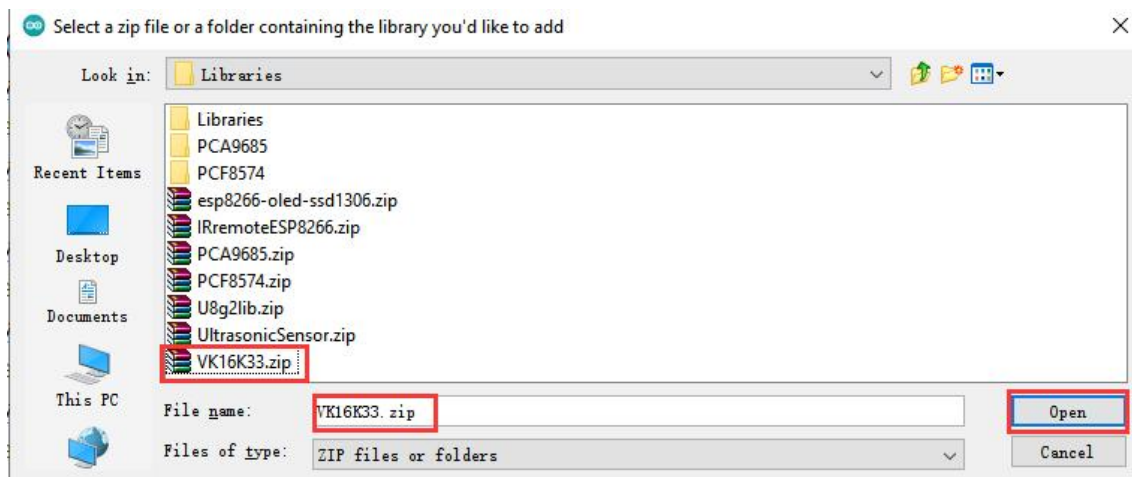 Select a zip file or a folder containing the library you'd like to add
Look in: Libraries
Recent Items
Desktop
Documents
This PC
Libraries
PCA9685
PCF8574
esp8266-oled-ssd1306.zip
IRremoteESP8266.zip
PCA9685.zip
PCF8574.zip
U8g2lib.zip
UltrasonicSensor.zip
VK16K33.zip
File name: VK16K33.zip
Open
Files of type: ZIP files or folders
Cancel